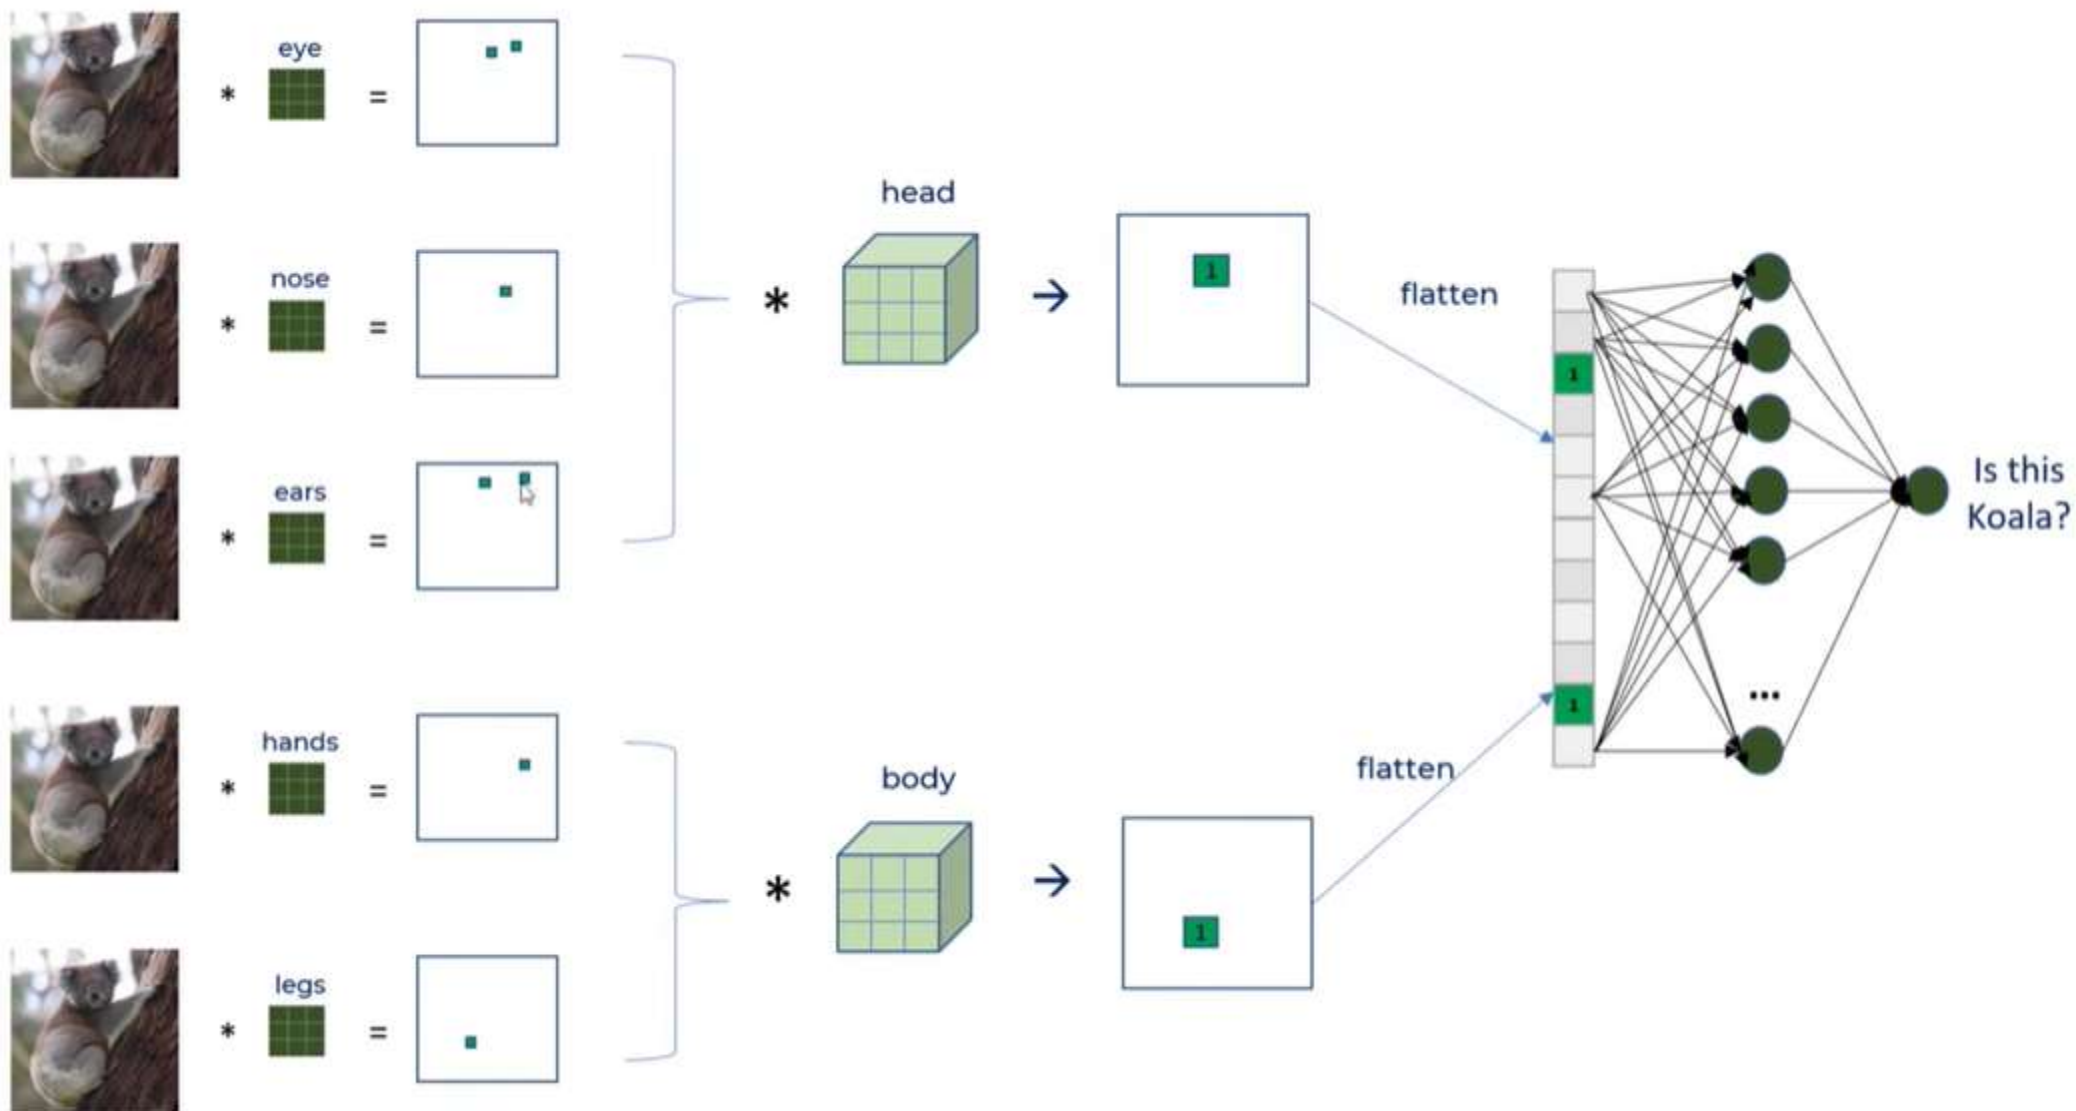 eye
* =
nose
* =
ears
* =
hands
* =
legs
* =
head
* →
1
body
* →
1
flatten
flatten
1
1
...
Is this
Koala?